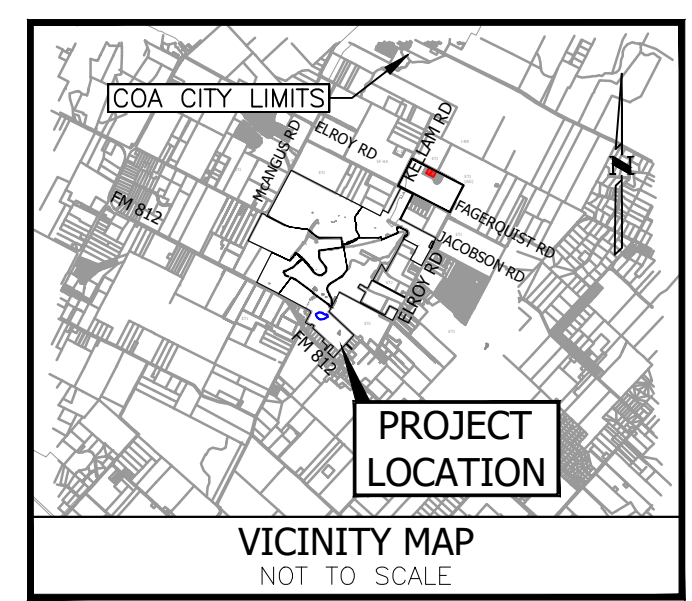 COA CITY LIMITS
ELROY RD
KELLAM RD
McANGUS RD
N
FM 812
FAGERQUIST RD
JACOBSON RD
ELROY RD
FM 812
PROJECT
LOCATION
VICINITY MAP
NOT TO SCALE